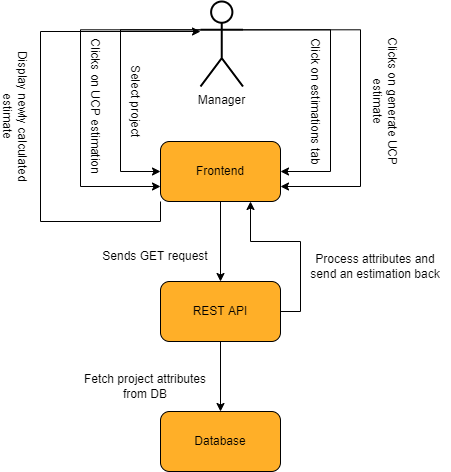 Display newly calculated
estimate
Clicks on UCP estimation
Select project
Click on estimations tab
Clicks on generate UCP
estimate
Manager
Frontend
Sends GET request
Process attributes and
send an estimation back
REST API
Fetch project attributes
from DB
Database